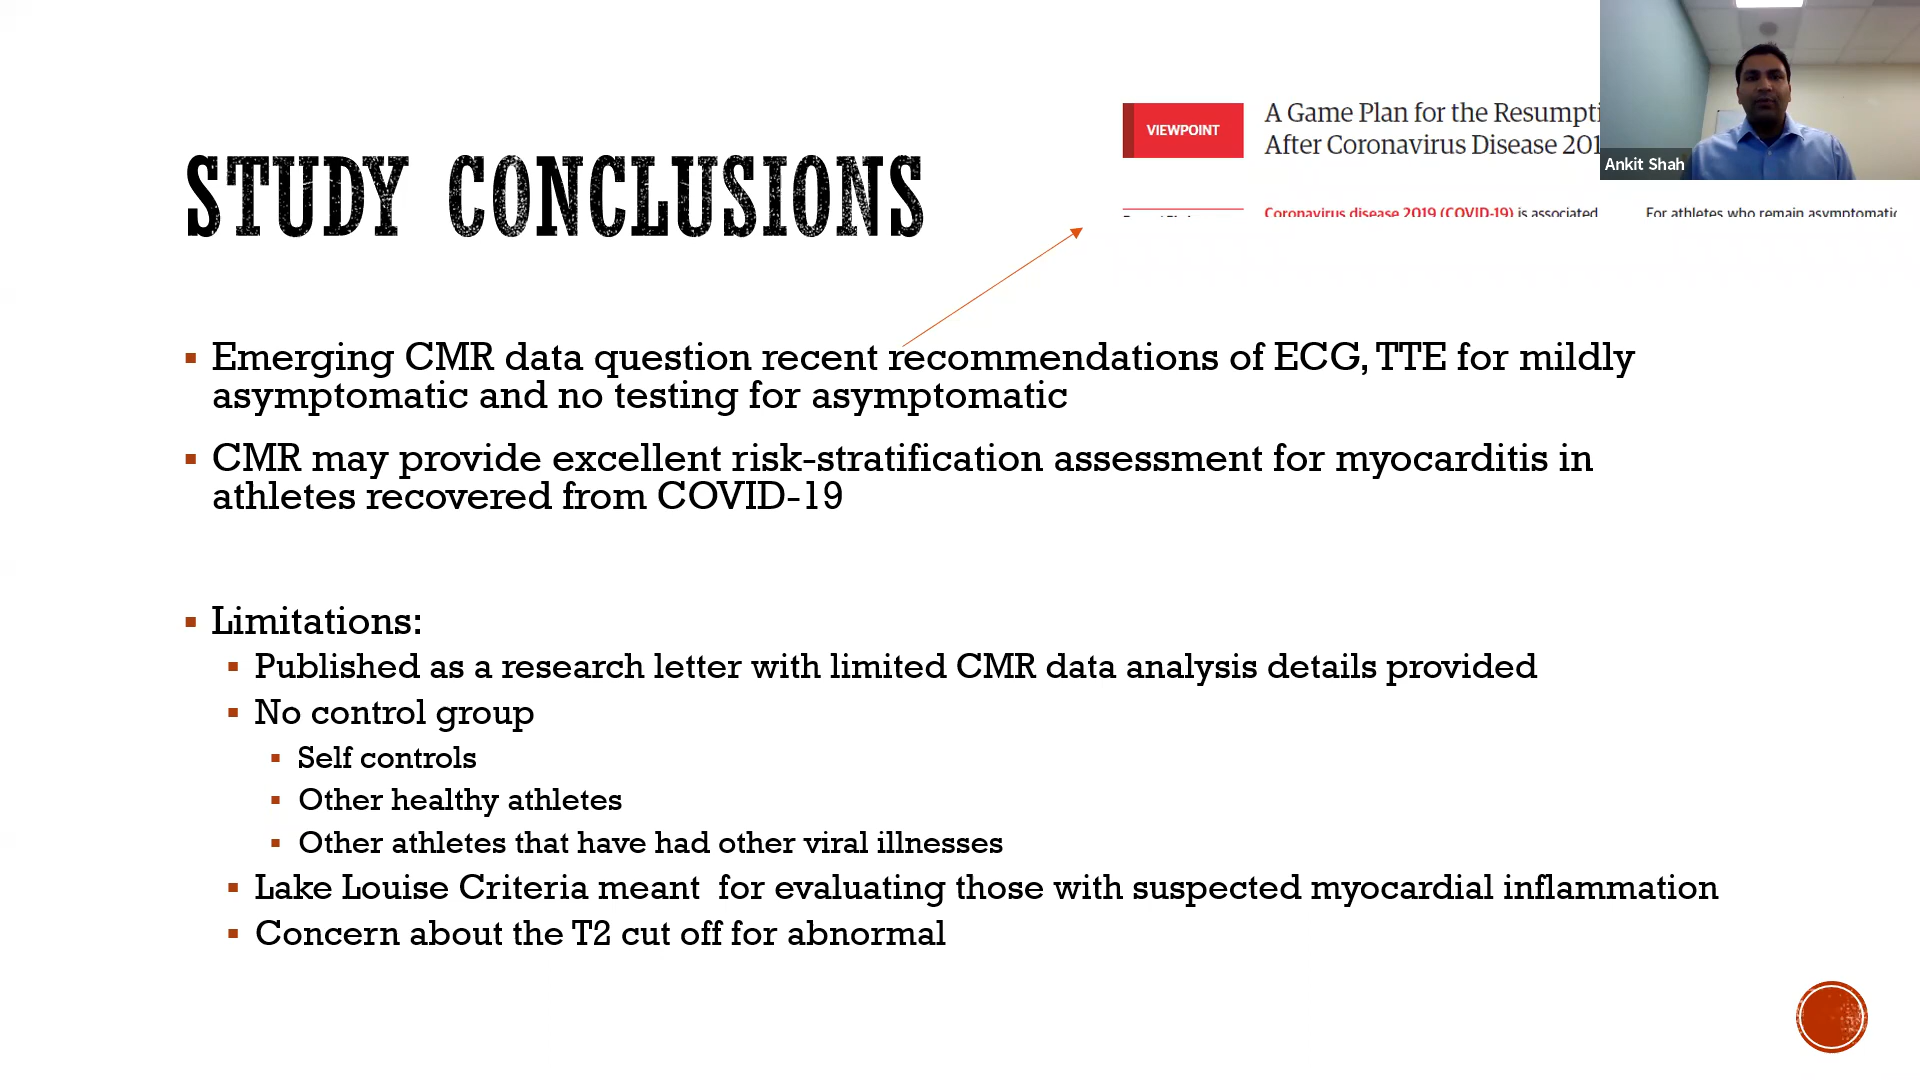 VIEWPOINT
A Game Plan for the Resumpti
After Coronavirus Disease 201
Ankit Shah
Coronavirus disease 2019 (COVID-19) is associated
For athletes who remain asymptomatic
STUDY CONCLUSIONS
Emerging CMR data question recent recommendations of ECG, TTE for mildly
asymptomatic and no testing for asymptomatic
CMR may provide excellent risk-stratification assessment for myocarditis in
athletes recovered from COVID-19
Limitations:
Published as a research letter with limited CMR data analysis details provided
No control group
Self controls
Other healthy athletes
Other athletes that have had other viral illnesses
Lake Louise Criteria meant for evaluating those with suspected myocardial inflammation
Concern about the T2 cut off for abnormal